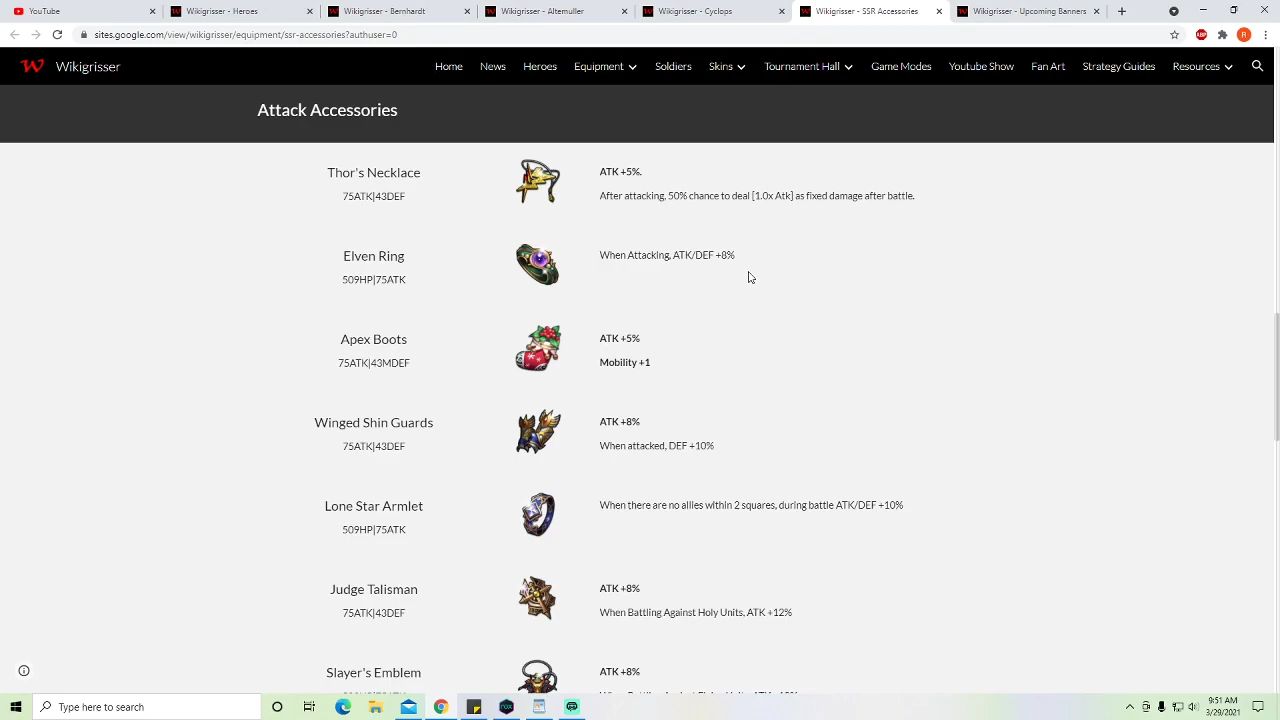 YouTube
Wikigrisser - Heroes
Wikigrisser - Bernhardt
Wikigrisser - Altemuller
Wikigrisser - Cyclops
Wikigrisser - SSR Accessories
Wikigrisser - Upcoming Banners
sites.google.com/view/wikigrisser/equipment/ssr-accessories?authuser=0
ABP
R
W Wikigrisser
Home
News
Heroes
Equipment
Soldiers
Skins
Tournament Hall
Game Modes
Youtube Show
Fan Art
Strategy Guides
Resources
Attack Accessories
Thor's Necklace
75ATK|43DEF
ATK +5%.
After attacking, 50% chance to deal [1.0x Atk] as fixed damage after battle.
Elven Ring
509HP|75ATK
When Attacking, ATK/DEF +8%
Apex Boots
75ATK|43MDEF
ATK +5%
Mobility +1
Winged Shin Guards
75ATK|43DEF
ATK +8%
When attacked, DEF +10%
Lone Star Armlet
509HP|75ATK
When there are no allies within 2 squares, during battle ATK/DEF +10%
Judge Talisman
75ATK|43DEF
ATK +8%
When Battling Against Holy Units, ATK +12%
Slayer's Emblem
ATK +8%
Type here to search
9:51 AM
3/29/2021